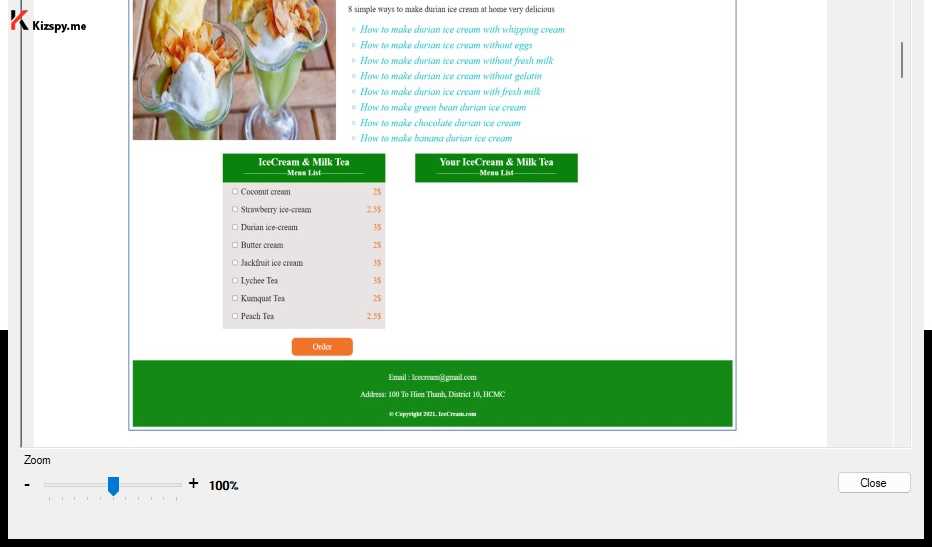 Kizspy.me
8 simple ways to make durian ice cream at home very delicious
How to make durian ice cream with whipping cream
How to make durian ice cream without eggs
How to make durian ice cream without fresh milk
How to make durian ice cream without gelatin
How to make durian ice cream with fresh milk
How to make green bean durian ice cream
How to make chocolate durian ice cream
How to make banana durian ice cream
IceCream & Milk Tea
Menu List
Coconut cream 2$
Strawberry ice-cream 2.5$
Durian ice-cream 3$
Butter cream 2$
Jackfruit ice cream 3$
Lychee Tea 3$
Kumquat Tea 2$
Peach Tea 2.5$
Your IceCream & Milk Tea
Menu List
Order
Email : Icecream@gmail.com
Address: 100 To Hien Thanh, District 10, HCMC
© Copyright 2021. IceCream.com
Zoom
- + 100%
Close